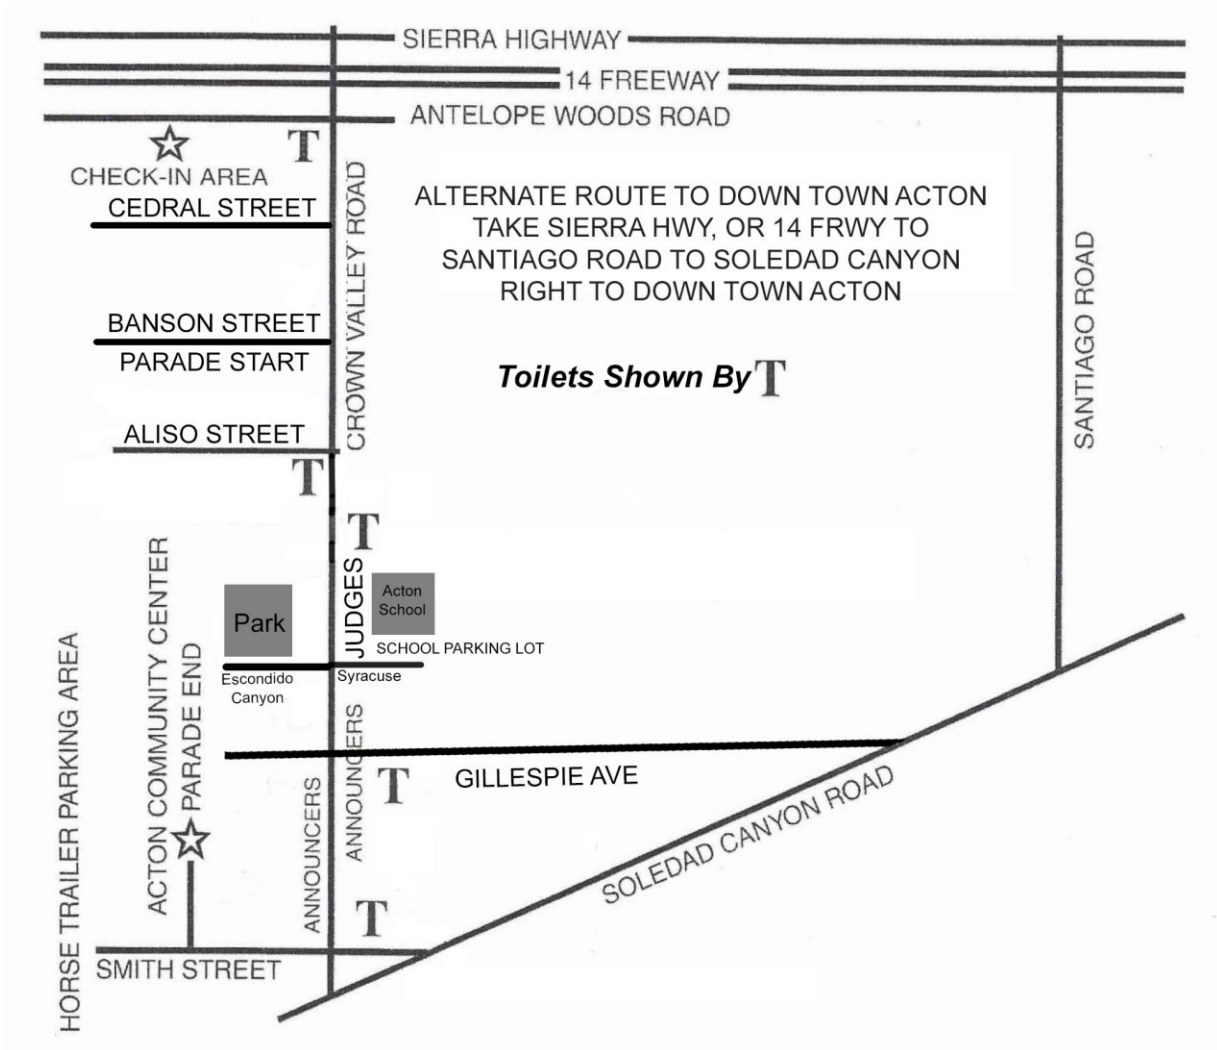 SIERRA HIGHWAY
14 FREEWAY
ANTELOPE WOODS ROAD
T
CHECK-IN AREA
CEDRAL STREET
CROWN VALLEY ROAD
ALTERNATE ROUTE TO DOWN TOWN ACTON
TAKE SIERRA HWY, OR 14 FRWY TO
SANTIAGO ROAD TO SOLEDAD CANYON
RIGHT TO DOWN TOWN ACTON
SANTIAGO ROAD
BANSON STREET
PARADE START
Toilets Shown By T
ALISO STREET
T
T
JUDGES
Acton
School
Park
SCHOOL PARKING LOT
Escondido
Canyon
Syracuse
HORSE TRAILER PARKING AREA
ACTON COMMUNITY CENTER
PARADE END
ANNOUNCERS
ANNOUNCERS
GILLESPIE AVE
T
SOLEDAD CANYON ROAD
T
SMITH STREET